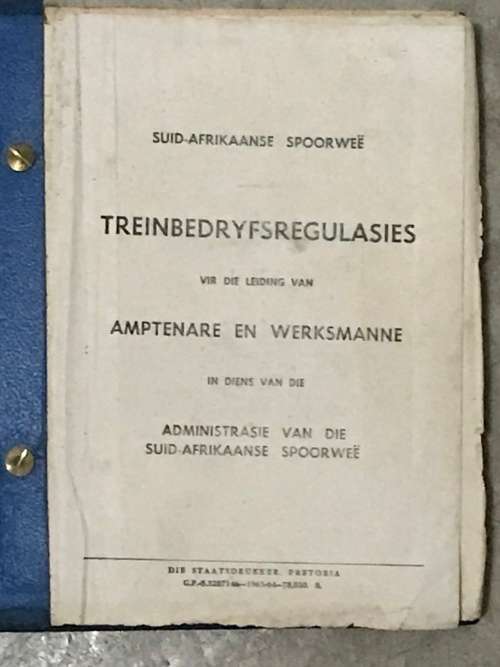 SUID-AFRIKAANSE SPOORWEË
TREINBEDRYFSREGULASIES
VIR DIE LEIDING VAN
AMPTENARE EN WERKSMANNE
IN DIENS VAN DIE
ADMINISTRASIE VAN DIE
SUID-AFRIKAANSE SPOORWEË
DIE STAATSDRUKKER, PRETORIA